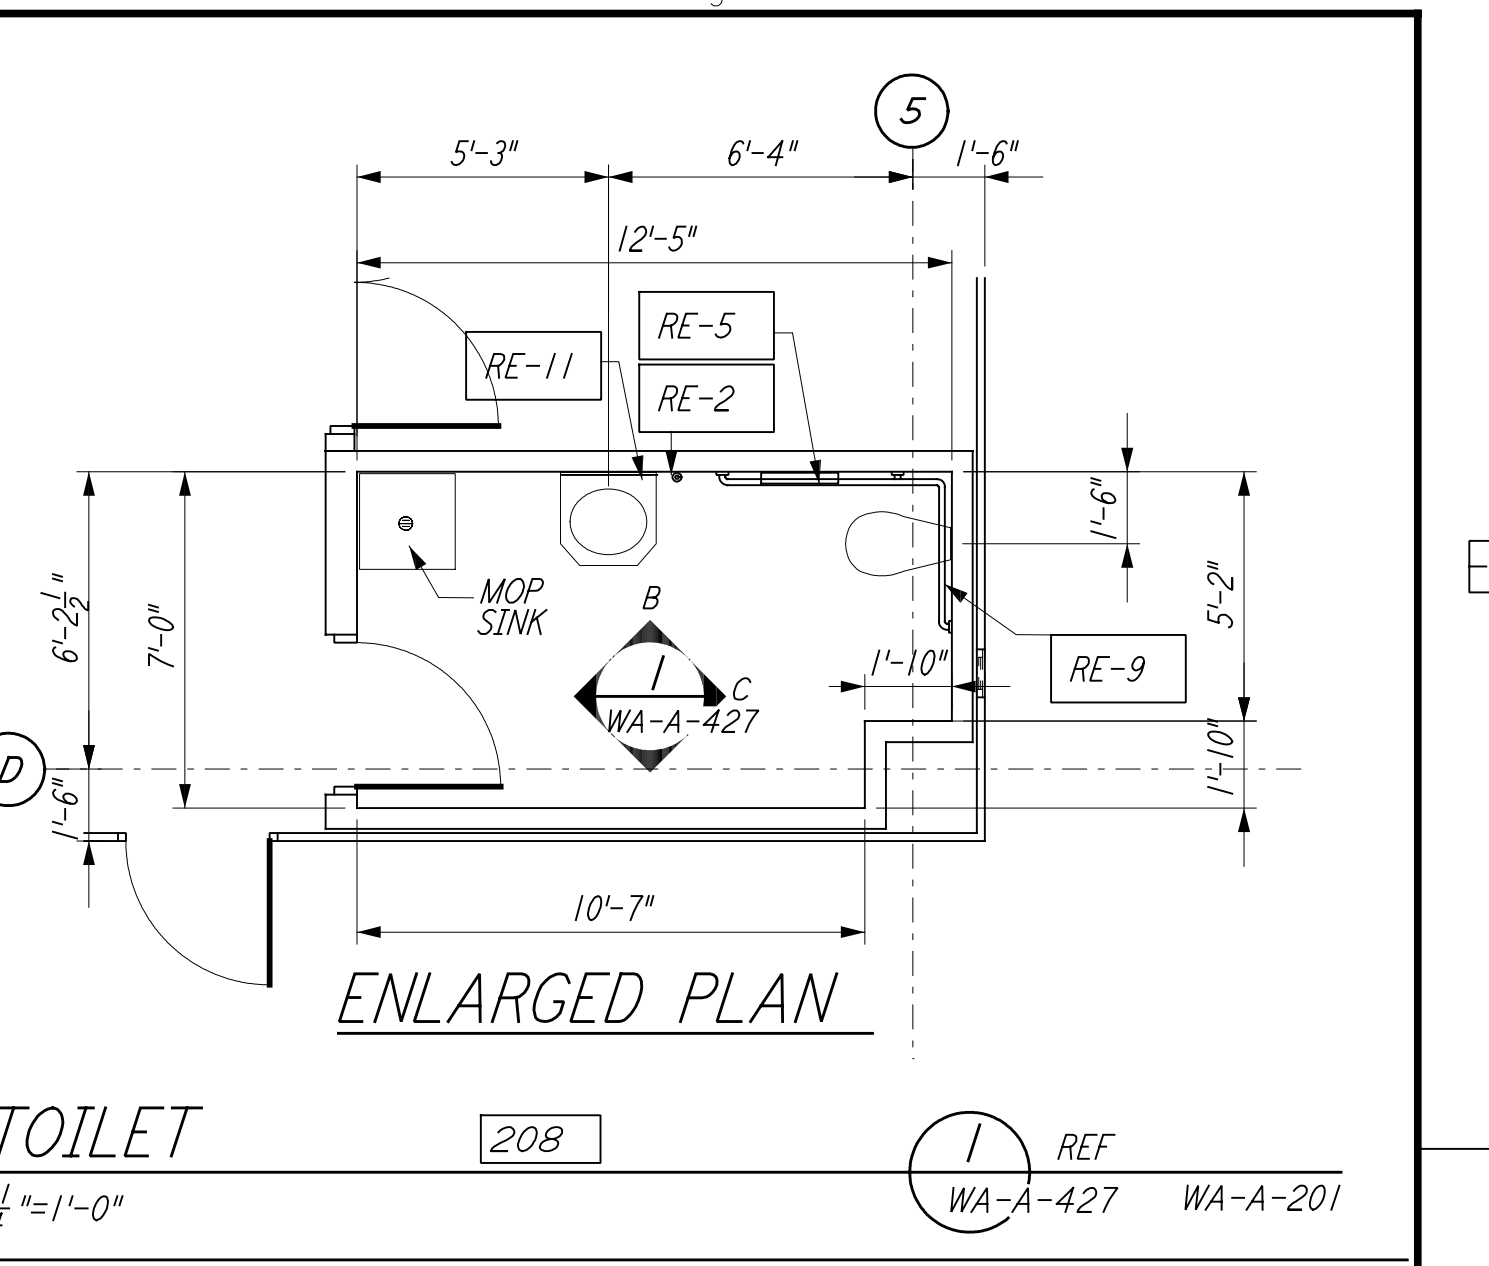 5
5'-3"
6'-4"
1'-6"
12'-5"
RE-5
RE-11
RE-2
1'-6"
MOP
SINK
B
6'-2 1/2"
7'-0"
5'-2"
1'-10"
RE-9
1
C
WA-A-427
D
1'-6"
1'-10"
10'-7"
ENLARGED PLAN
TOILET
208
1
REF
"=1'-0"
WA-A-427
WA-A-201